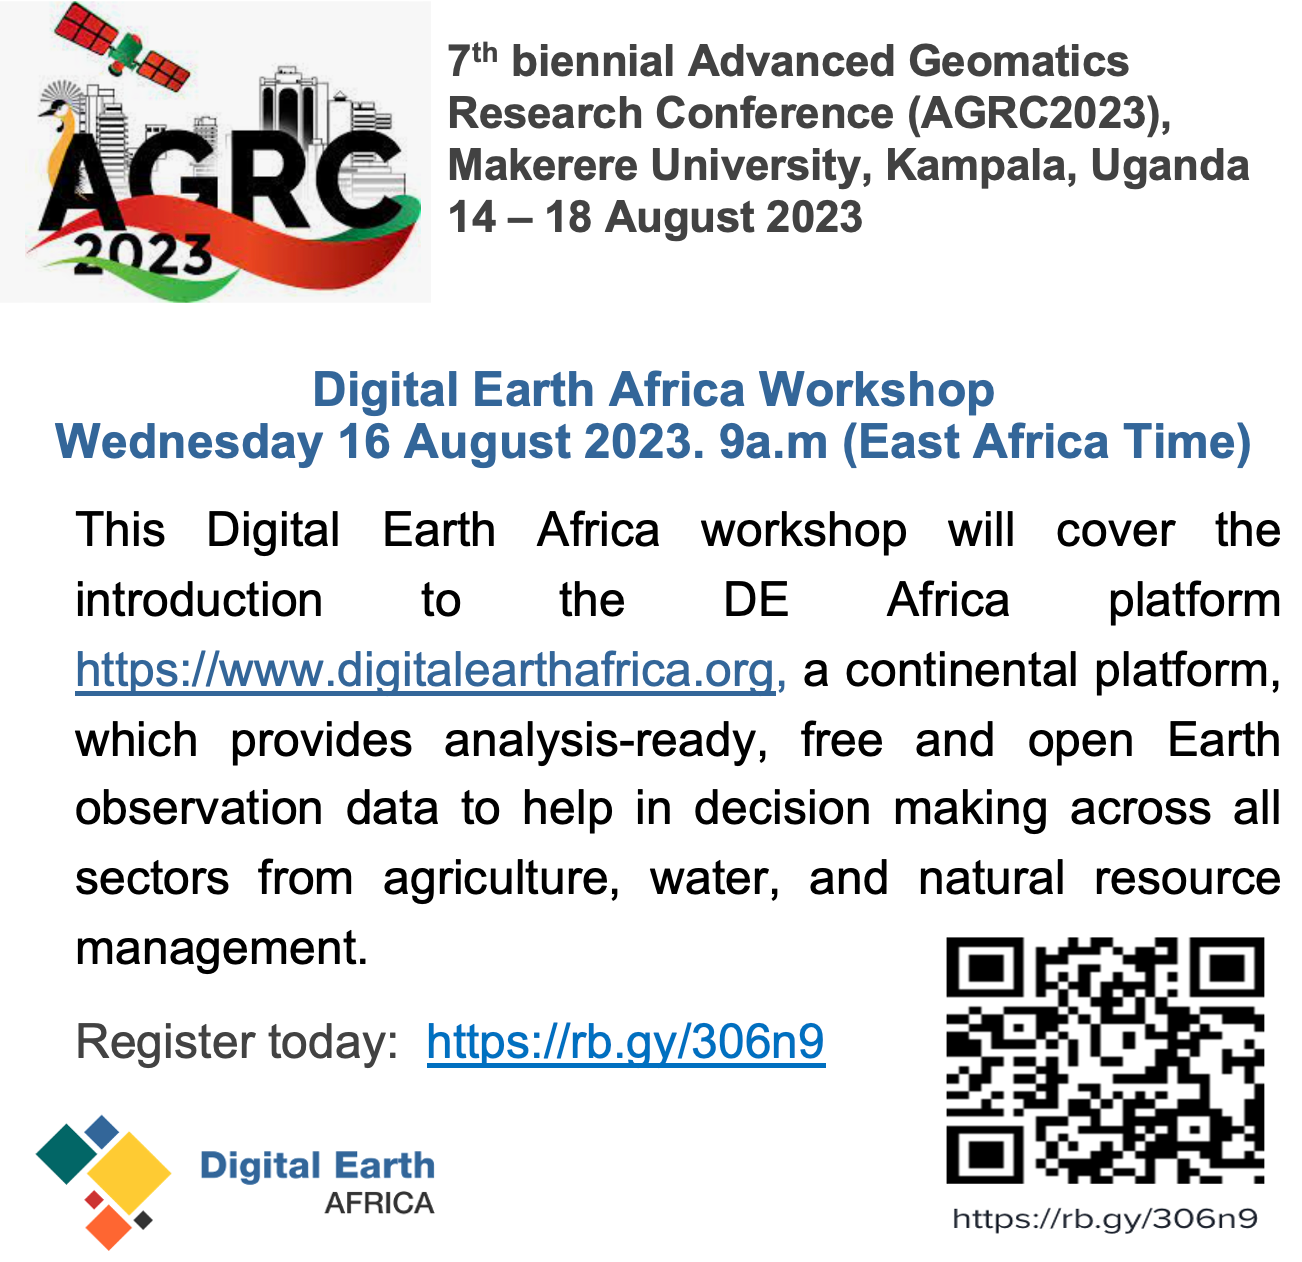 AGRC
2023
7th biennial Advanced Geomatics
Research Conference (AGRC2023),
Makerere University, Kampala, Uganda
14 – 18 August 2023
Digital Earth Africa Workshop
Wednesday 16 August 2023. 9a.m (East Africa Time)
This Digital Earth Africa workshop will cover the
introduction to the DE Africa platform
https://www.digitalearthafrica.org, a continental platform,
which provides analysis-ready, free and open Earth
observation data to help in decision making across all
sectors from agriculture, water, and natural resource
management.
Register today: https://rb.gy/306n9
Digital Earth
AFRICA
https://rb.gy/306n9